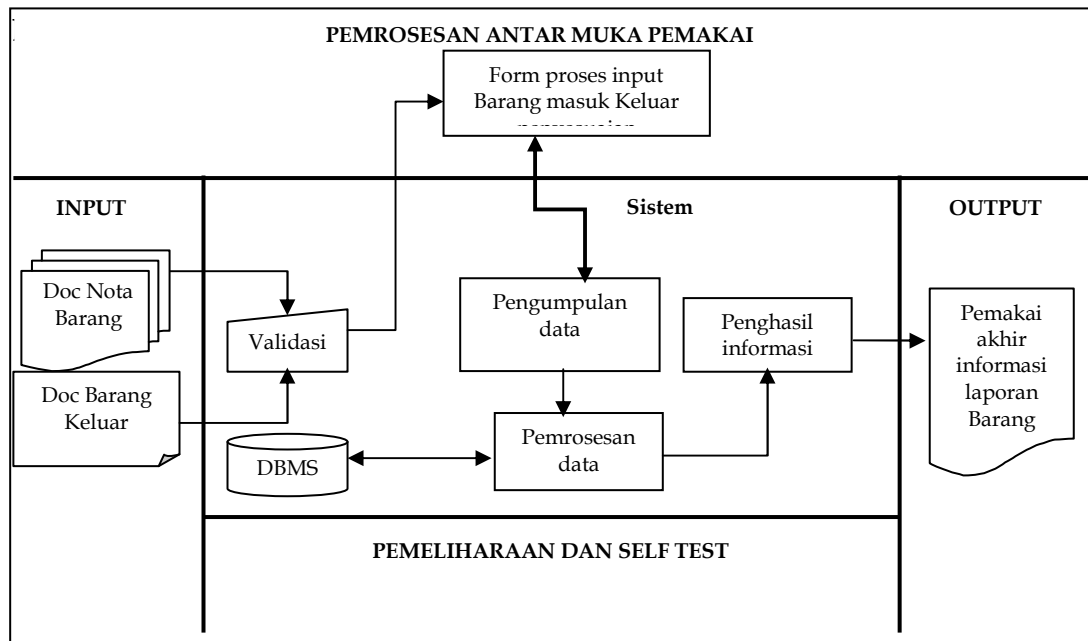 PEMROSESAN ANTAR MUKA PEMAKAI
Form proses input
Barang masuk Keluar
INPUT
Sistem
OUTPUT
Doc Nota
Barang
Doc Barang
Keluar
Validasi
DBMS
Pengumpulan
data
Pemrosesan
data
Penghasil
informasi
Pemakai
akhir
informasi
laporan
Barang
PEMELIHARAAN DAN SELF TEST